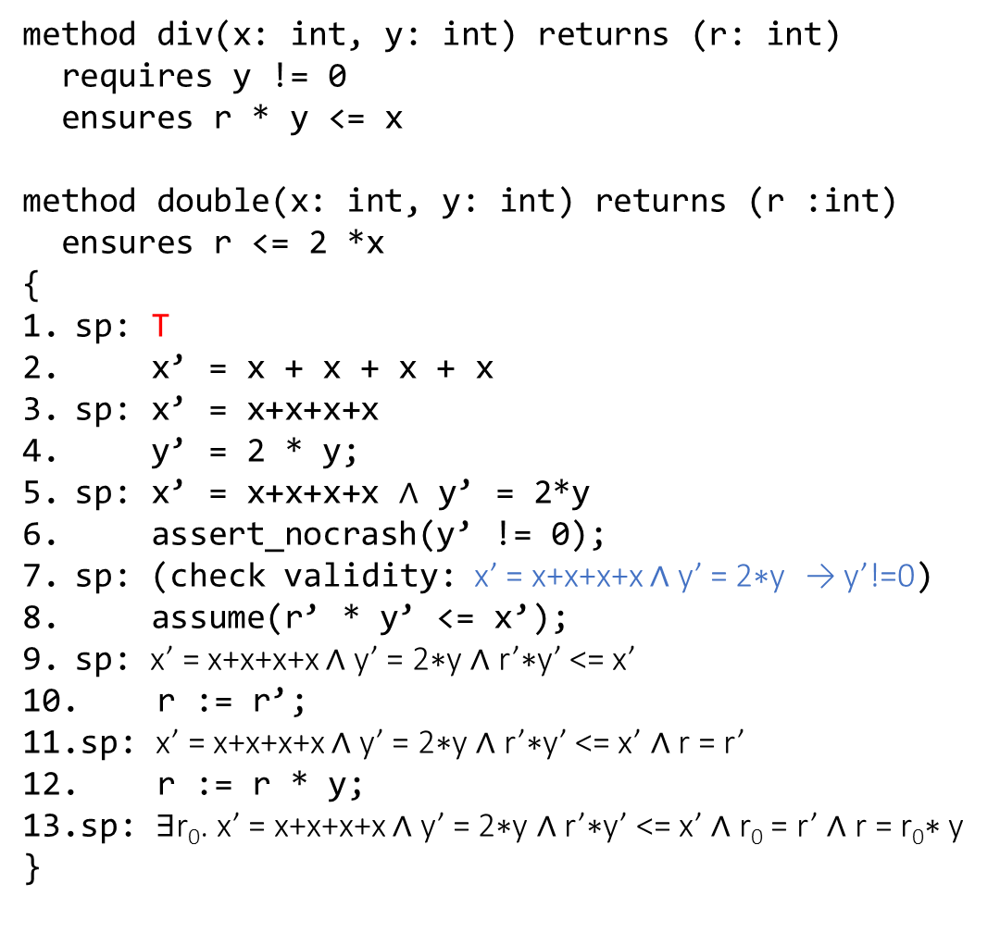 method div(x: int, y: int) returns (r: int)
requires y != 0
ensures r * y <= x
method double(x: int, y: int) returns (r :int)
ensures r <= 2 *x
{
1. sp: T
2. x’ = x + x + x + x
3. sp: x’ = x+x+x+x
4. y’ = 2 * y;
5. sp: x’ = x+x+x+x ∧ y’ = 2*y
6. assert_nocrash(y’ != 0);
7. sp: (check validity: x’ = x+x+x+x ∧ y’ = 2*y → y’!=0)
8. assume(r’ * y’ <= x’);
9. sp: x’ = x+x+x+x ∧ y’ = 2*y ∧ r’*y’ <= x’
10. r := r’;
11.sp: x’ = x+x+x+x ∧ y’ = 2*y ∧ r’*y’ <= x’ ∧ r = r’
12. r := r * y;
13.sp: ∃r₀. x’ = x+x+x+x ∧ y’ = 2*y ∧ r’*y’ <= x’ ∧ r₀ = r’ ∧ r = r₀* y
}